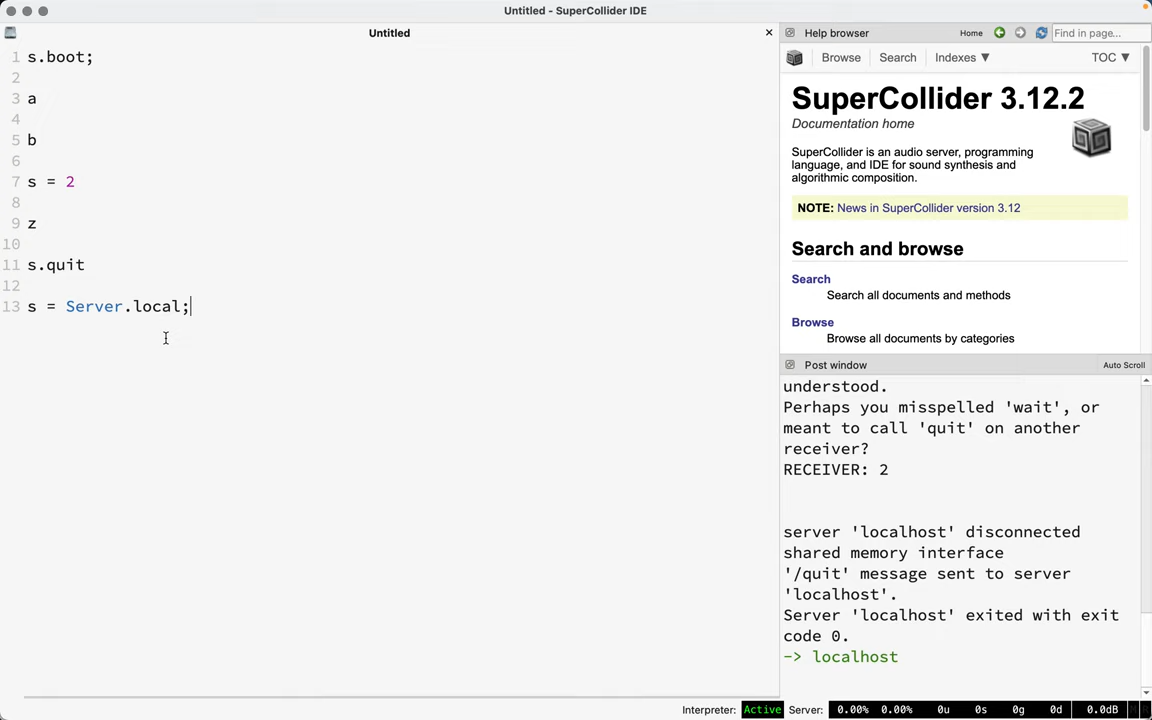 Untitled - SuperCollider IDE
Untitled
1 s.boot;
2
3 a
4
5 b
6
7 s = 2
8
9 z
10
11 s.quit
12
13 s = Server.local;
Help browser
Home
Find in page...
Browse
Search
Indexes ▼
TOC ▼
SuperCollider 3.12.2
Documentation home
SuperCollider is an audio server, programming
language, and IDE for sound synthesis and
algorithmic composition.
NOTE: News in SuperCollider version 3.12
Search and browse
Search
Search all documents and methods
Browse
Browse all documents by categories
Post window
Auto Scroll
understood.
Perhaps you misspelled 'wait', or
meant to call 'quit' on another
receiver?
RECEIVER: 2
server 'localhost' disconnected
shared memory interface
'/quit' message sent to server
'localhost'.
Server 'localhost' exited with exit
code 0.
-> localhost
Interpreter: Active Server: 0.00% 0.00% 0u 0s 0g 0d 0.0dB M R